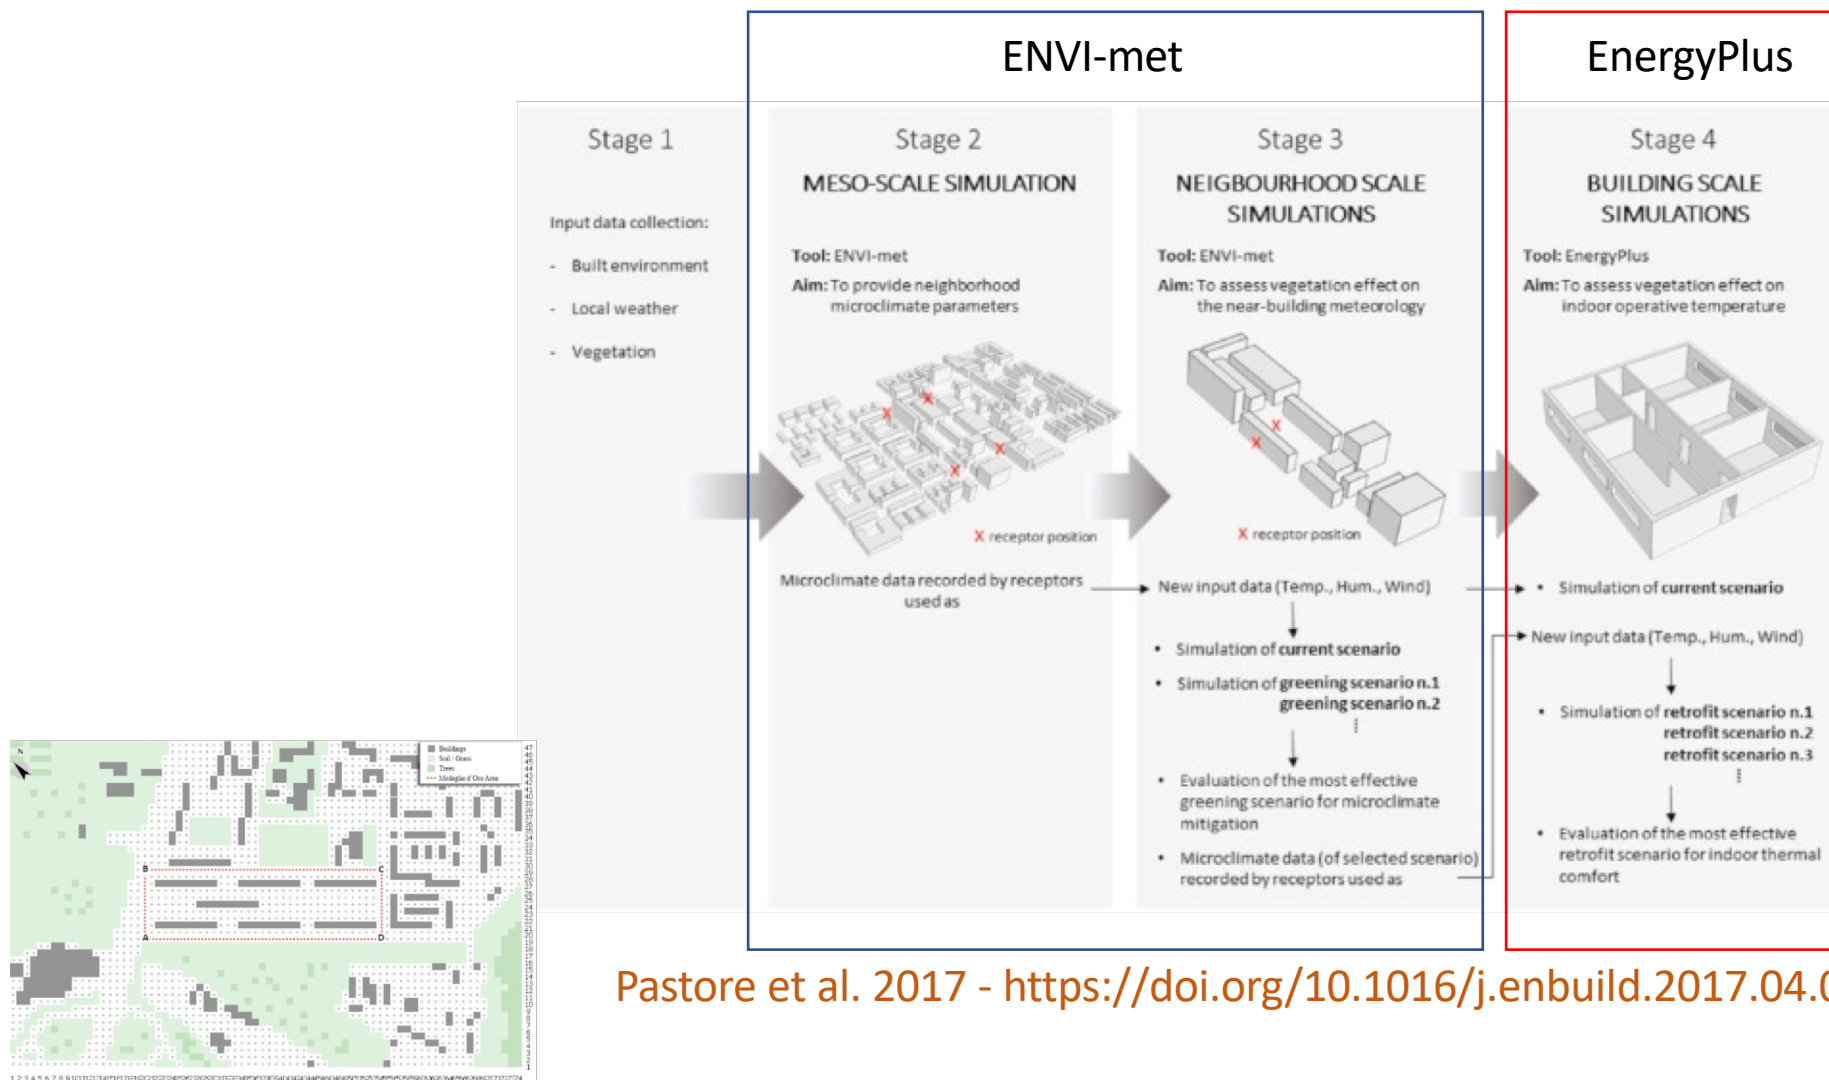 ENVI-met
EnergyPlus
Stage 1
Input data collection:
- Built environment
- Local weather
- Vegetation
Stage 2
MESO-SCALE SIMULATION
Tool: ENVI-met
Aim: To provide neighborhood
microclimate parameters
X receptor position
Microclimate data recorded by receptors
used as
Stage 3
NEIGBOURHOOD SCALE
SIMULATIONS
Tool: ENVI-met
Aim: To assess vegetation effect on
the near-building meteorology
X receptor position
New input data (Temp., Hum., Wind)
• Simulation of current scenario
• Simulation of greening scenario n.1
greening scenario n.2
• Evaluation of the most effective
greening scenario for microclimate
mitigation
• Microclimate data (of selected scenario)
recorded by receptors used as
Stage 4
BUILDING SCALE
SIMULATIONS
Tool: EnergyPlus
Aim: To assess vegetation effect on
indoor operative temperature
• Simulation of current scenario
New input data (Temp., Hum., Wind)
• Simulation of retrofit scenario n.1
retrofit scenario n.2
retrofit scenario n.3
• Evaluation of the most effective
retrofit scenario for indoor thermal
comfort
N
Buildings
Soil / Grass
Trees
Medaglie d'Oro Area
B
C
A
D
Pastore et al. 2017 - https://doi.org/10.1016/j.enbuild.2017.04.0